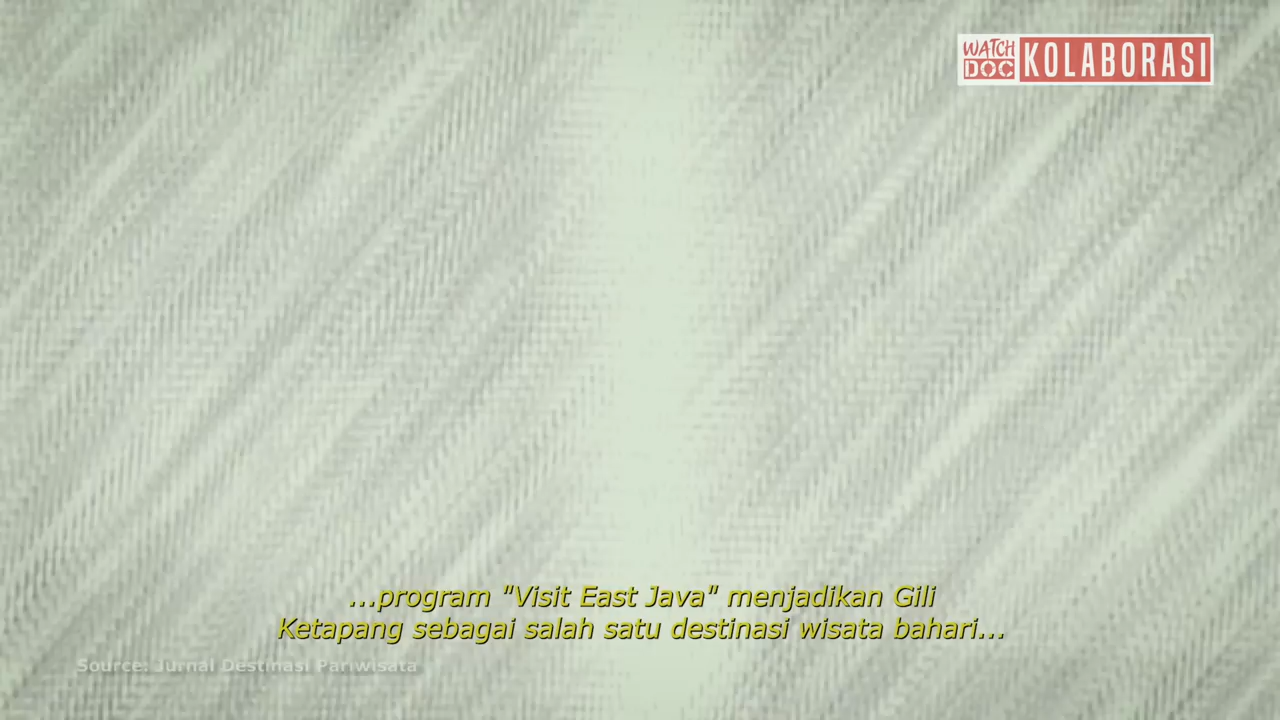 WATCH
DOC
KOLABORASI
...program "Visit East Java" menjadikan Gili
Ketapang sebagai salah satu destinasi wisata bahari...
Source: Jurnal Destinasi Pariwisata